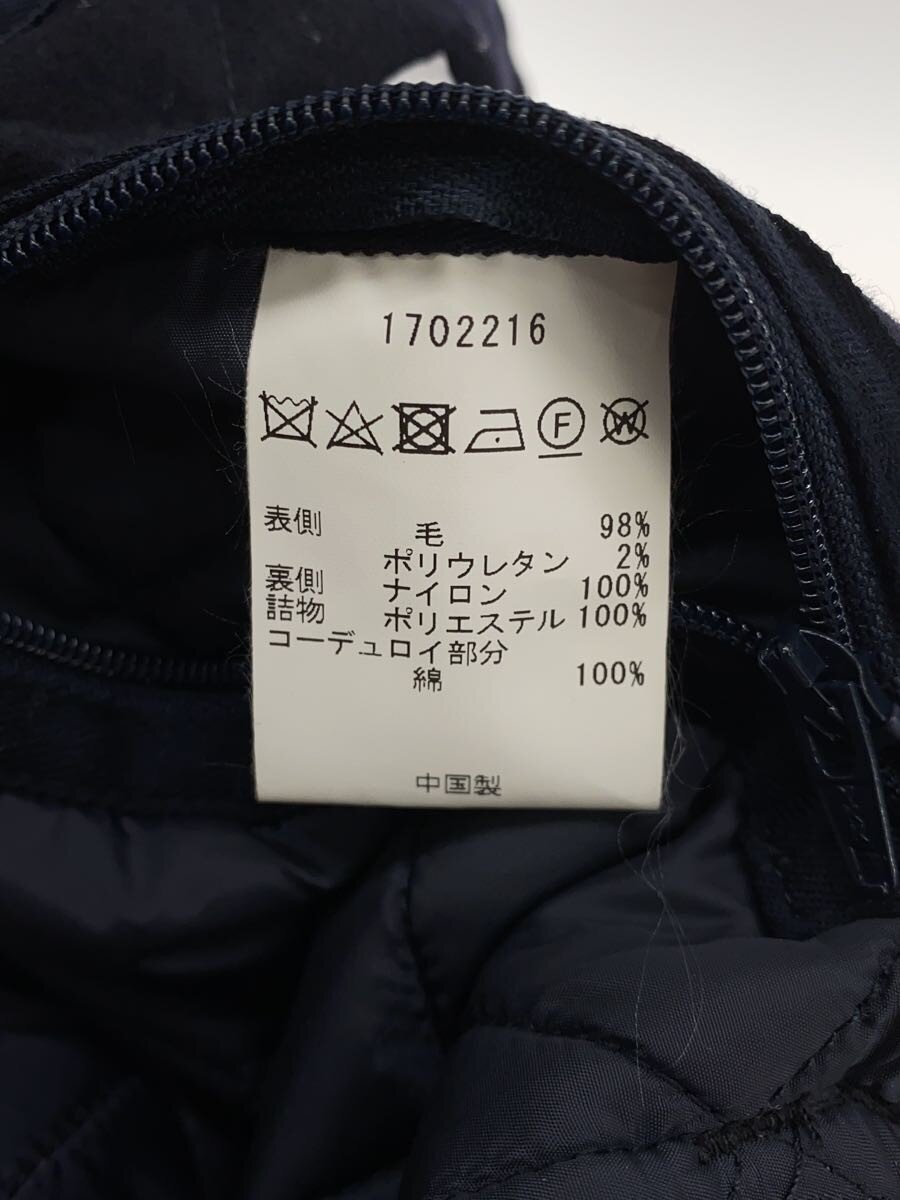 1702216
F W
表側 毛 98%
ポリウレタン 2%
裏側 ナイロン 100%
詰物 ポリエステル 100%
コーデュロイ部分
綿 100%
中国製